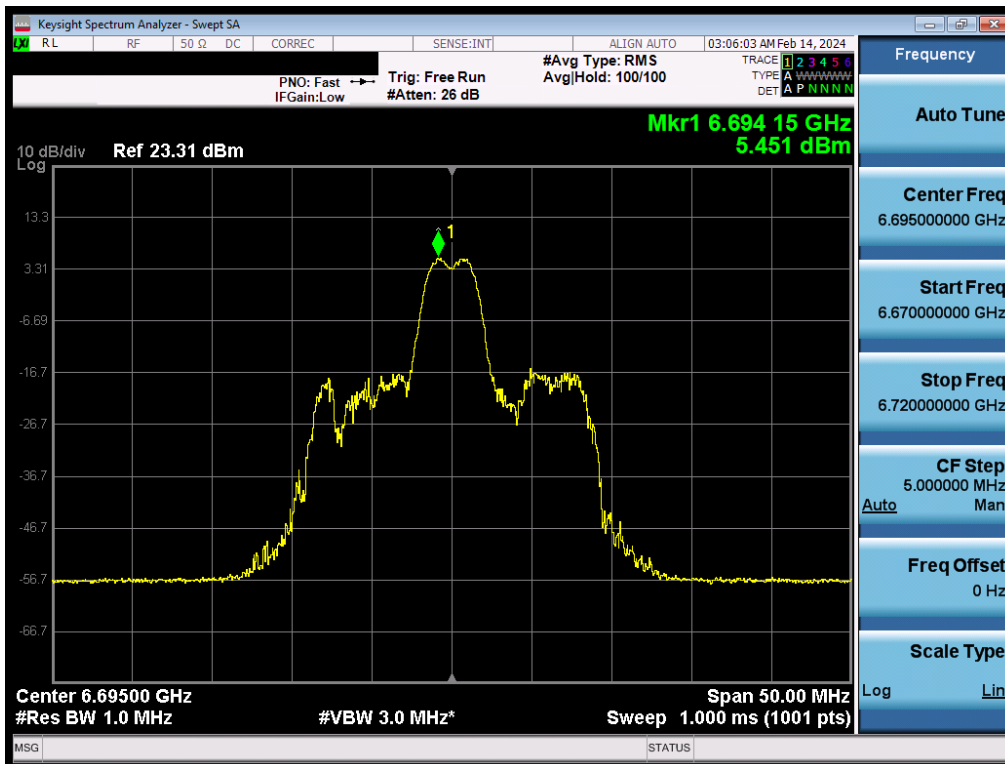 Keysight Spectrum Analyzer - Swept SA
LXI RL RF 50 Ω DC CORREC SENSE:INT ALIGN AUTO 03:06:03 AM Feb 14, 2024
PNO: Fast
IFGain:Low
Trig: Free Run
#Atten: 26 dB
#Avg Type: RMS
Avg|Hold: 100/100
TRACE 1 2 3 4 5 6
TYPE A WWWWW
DET A P N N N N
Mkr1 6.694 15 GHz
5.451 dBm
10 dB/div Ref 23.31 dBm
Log
1
13.3
3.31
-6.69
-16.7
-26.7
-36.7
-46.7
-56.7
-66.7
Center 6.69500 GHz Span 50.00 MHz
#Res BW 1.0 MHz #VBW 3.0 MHz* Sweep 1.000 ms (1001 pts)
MSG STATUS
Frequency
Auto Tune
Center Freq
6.695000000 GHz
Start Freq
6.670000000 GHz
Stop Freq
6.720000000 GHz
CF Step
5.000000 MHz
Auto Man
Freq Offset
0 Hz
Scale Type
Log Lin